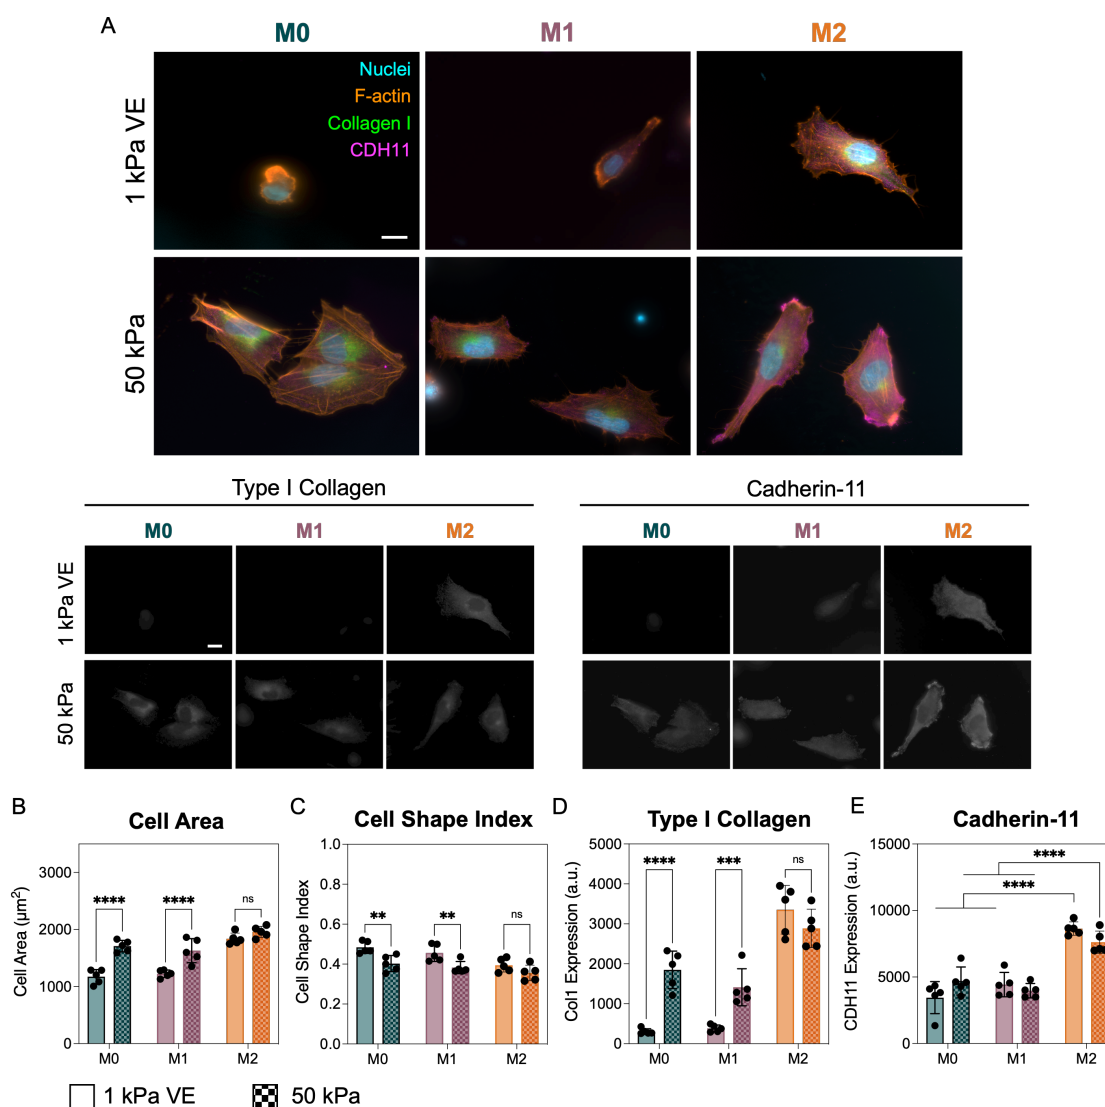 A
M0 M1 M2
1 kPa VE
Nuclei
F-actin
Collagen I
CDH11
50 kPa
Type I Collagen Cadherin-11
M0 M1 M2 M0 M1 M2
1 kPa VE
50 kPa
B Cell Area
Cell Area (µm²)
3000
2000
1000
0
**** **** ns
M0 M1 M2
C Cell Shape Index
Cell Shape Index
1.0
0.8
0.6
0.4
0.2
0.0
** ** ns
M0 M1 M2
D Type I Collagen
Col1 Expression (a.u.)
5000
4000
3000
2000
1000
0
**** *** ns
M0 M1 M2
E Cadherin-11
CDH11 Expression (a.u.)
15000
10000
5000
0
****
****
M0 M1 M2
1 kPa VE 50 kPa